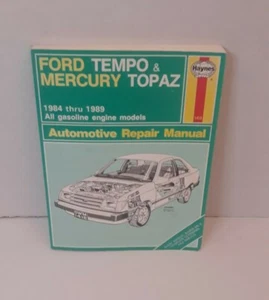 FORD TEMPO &
MERCURY TOPAZ
Haynes
1984 thru 1989
All gasoline engine models
Automotive Repair Manual